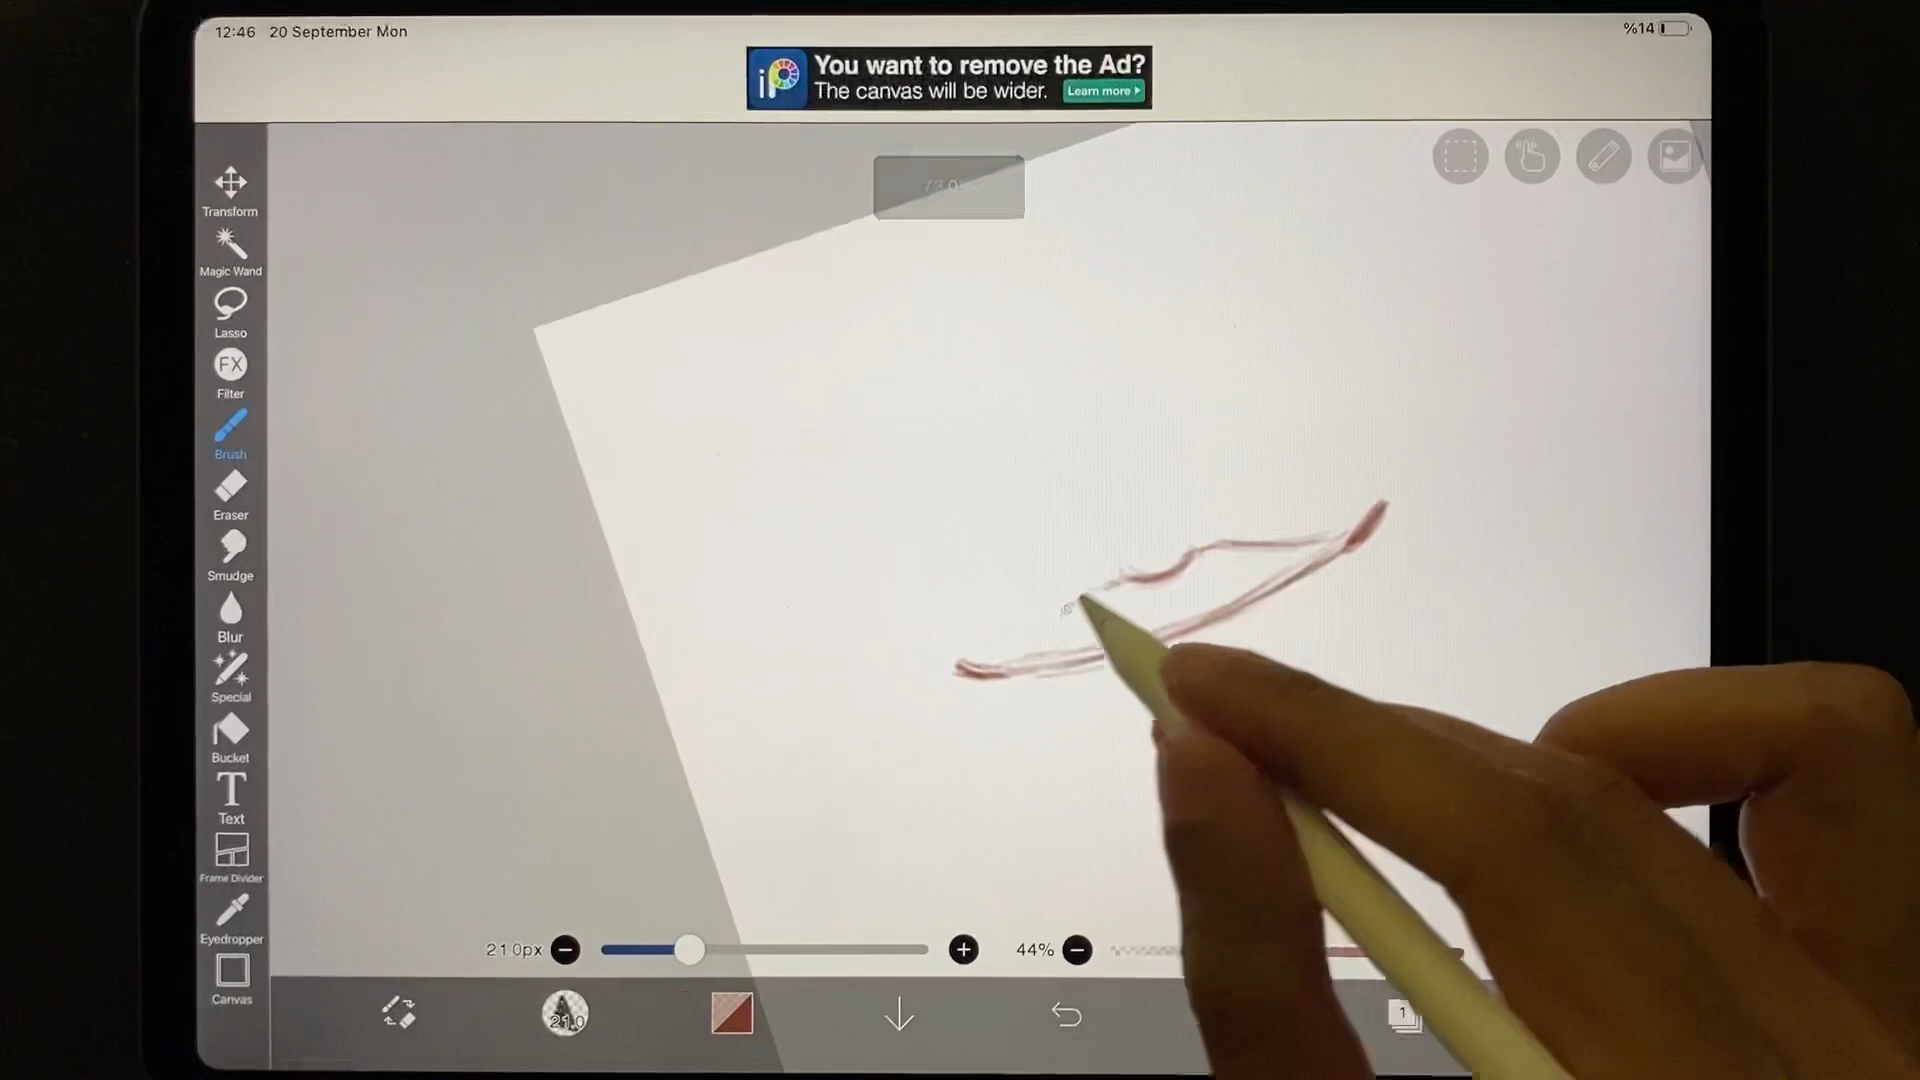 12:46 20 September Mon
%14
iP
You want to remove the Ad?
The canvas will be wider.
Learn more
Transform
Magic Wand
Lasso
FX
Filter
Brush
Eraser
Smudge
Blur
Special
Bucket
T
Text
Frame Divider
Eyedropper
Canvas
21.0px
44%
21.0
1